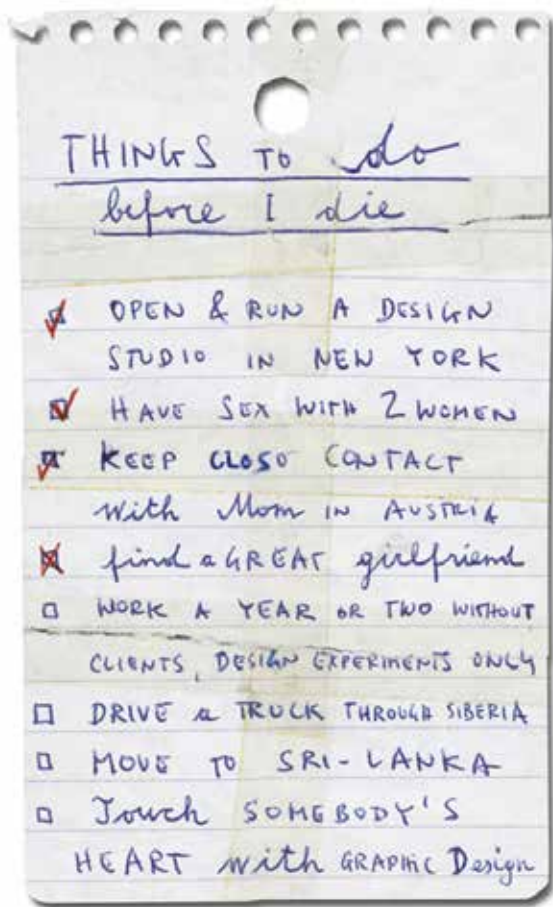 THINGS TO do
before I die
OPEN & RUN A DESIGN
STUDIO IN NEW YORK
HAVE SEX WITH 2 WOMEN
KEEP CLOSO CONTACT
with Mom IN AUSTRIA
find a GREAT girlfriend
WORK A YEAR OR TWO WITHOUT
CLIENTS, DESIGN EXPERIMENTS ONLY
DRIVE a TRUCK THROUGH SIBERIA
MOVE TO SRI-LANKA
Touch SOMEBODY'S
HEART with GRAPHIC Design